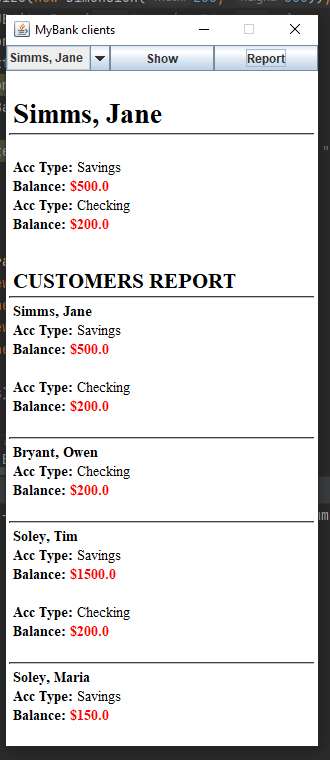 MyBank clients
Simms, Jane Show Report
Simms, Jane
Acc Type: Savings
Balance: $500.0
Acc Type: Checking
Balance: $200.0
CUSTOMERS REPORT
Simms, Jane
Acc Type: Savings
Balance: $500.0
Acc Type: Checking
Balance: $200.0
Bryant, Owen
Acc Type: Checking
Balance: $200.0
Soley, Tim
Acc Type: Savings
Balance: $1500.0
Acc Type: Checking
Balance: $200.0
Soley, Maria
Acc Type: Savings
Balance: $150.0